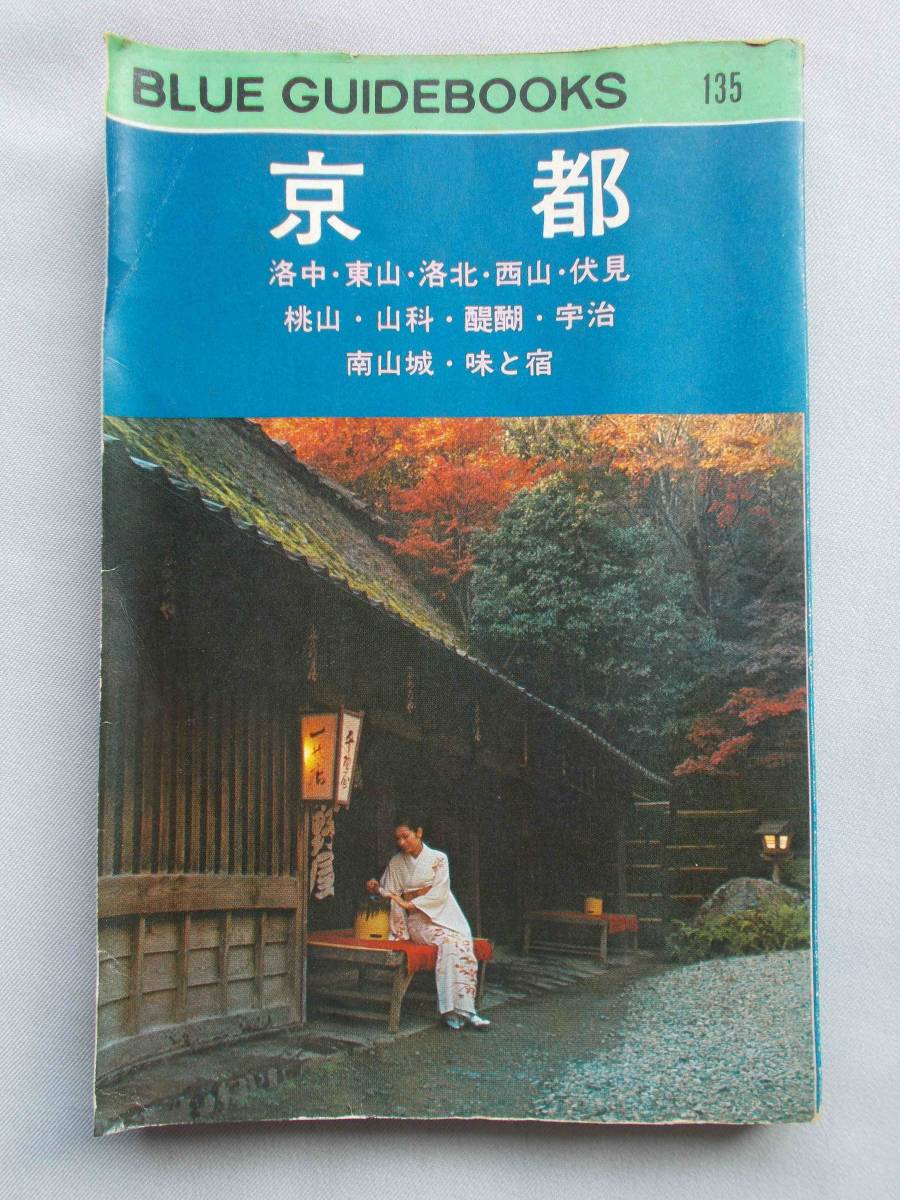 BLUE GUIDEBOOKS 135
京都
洛中・東山・洛北・西山・伏見
桃山・山科・醍醐・宇治
南山城・味と宿